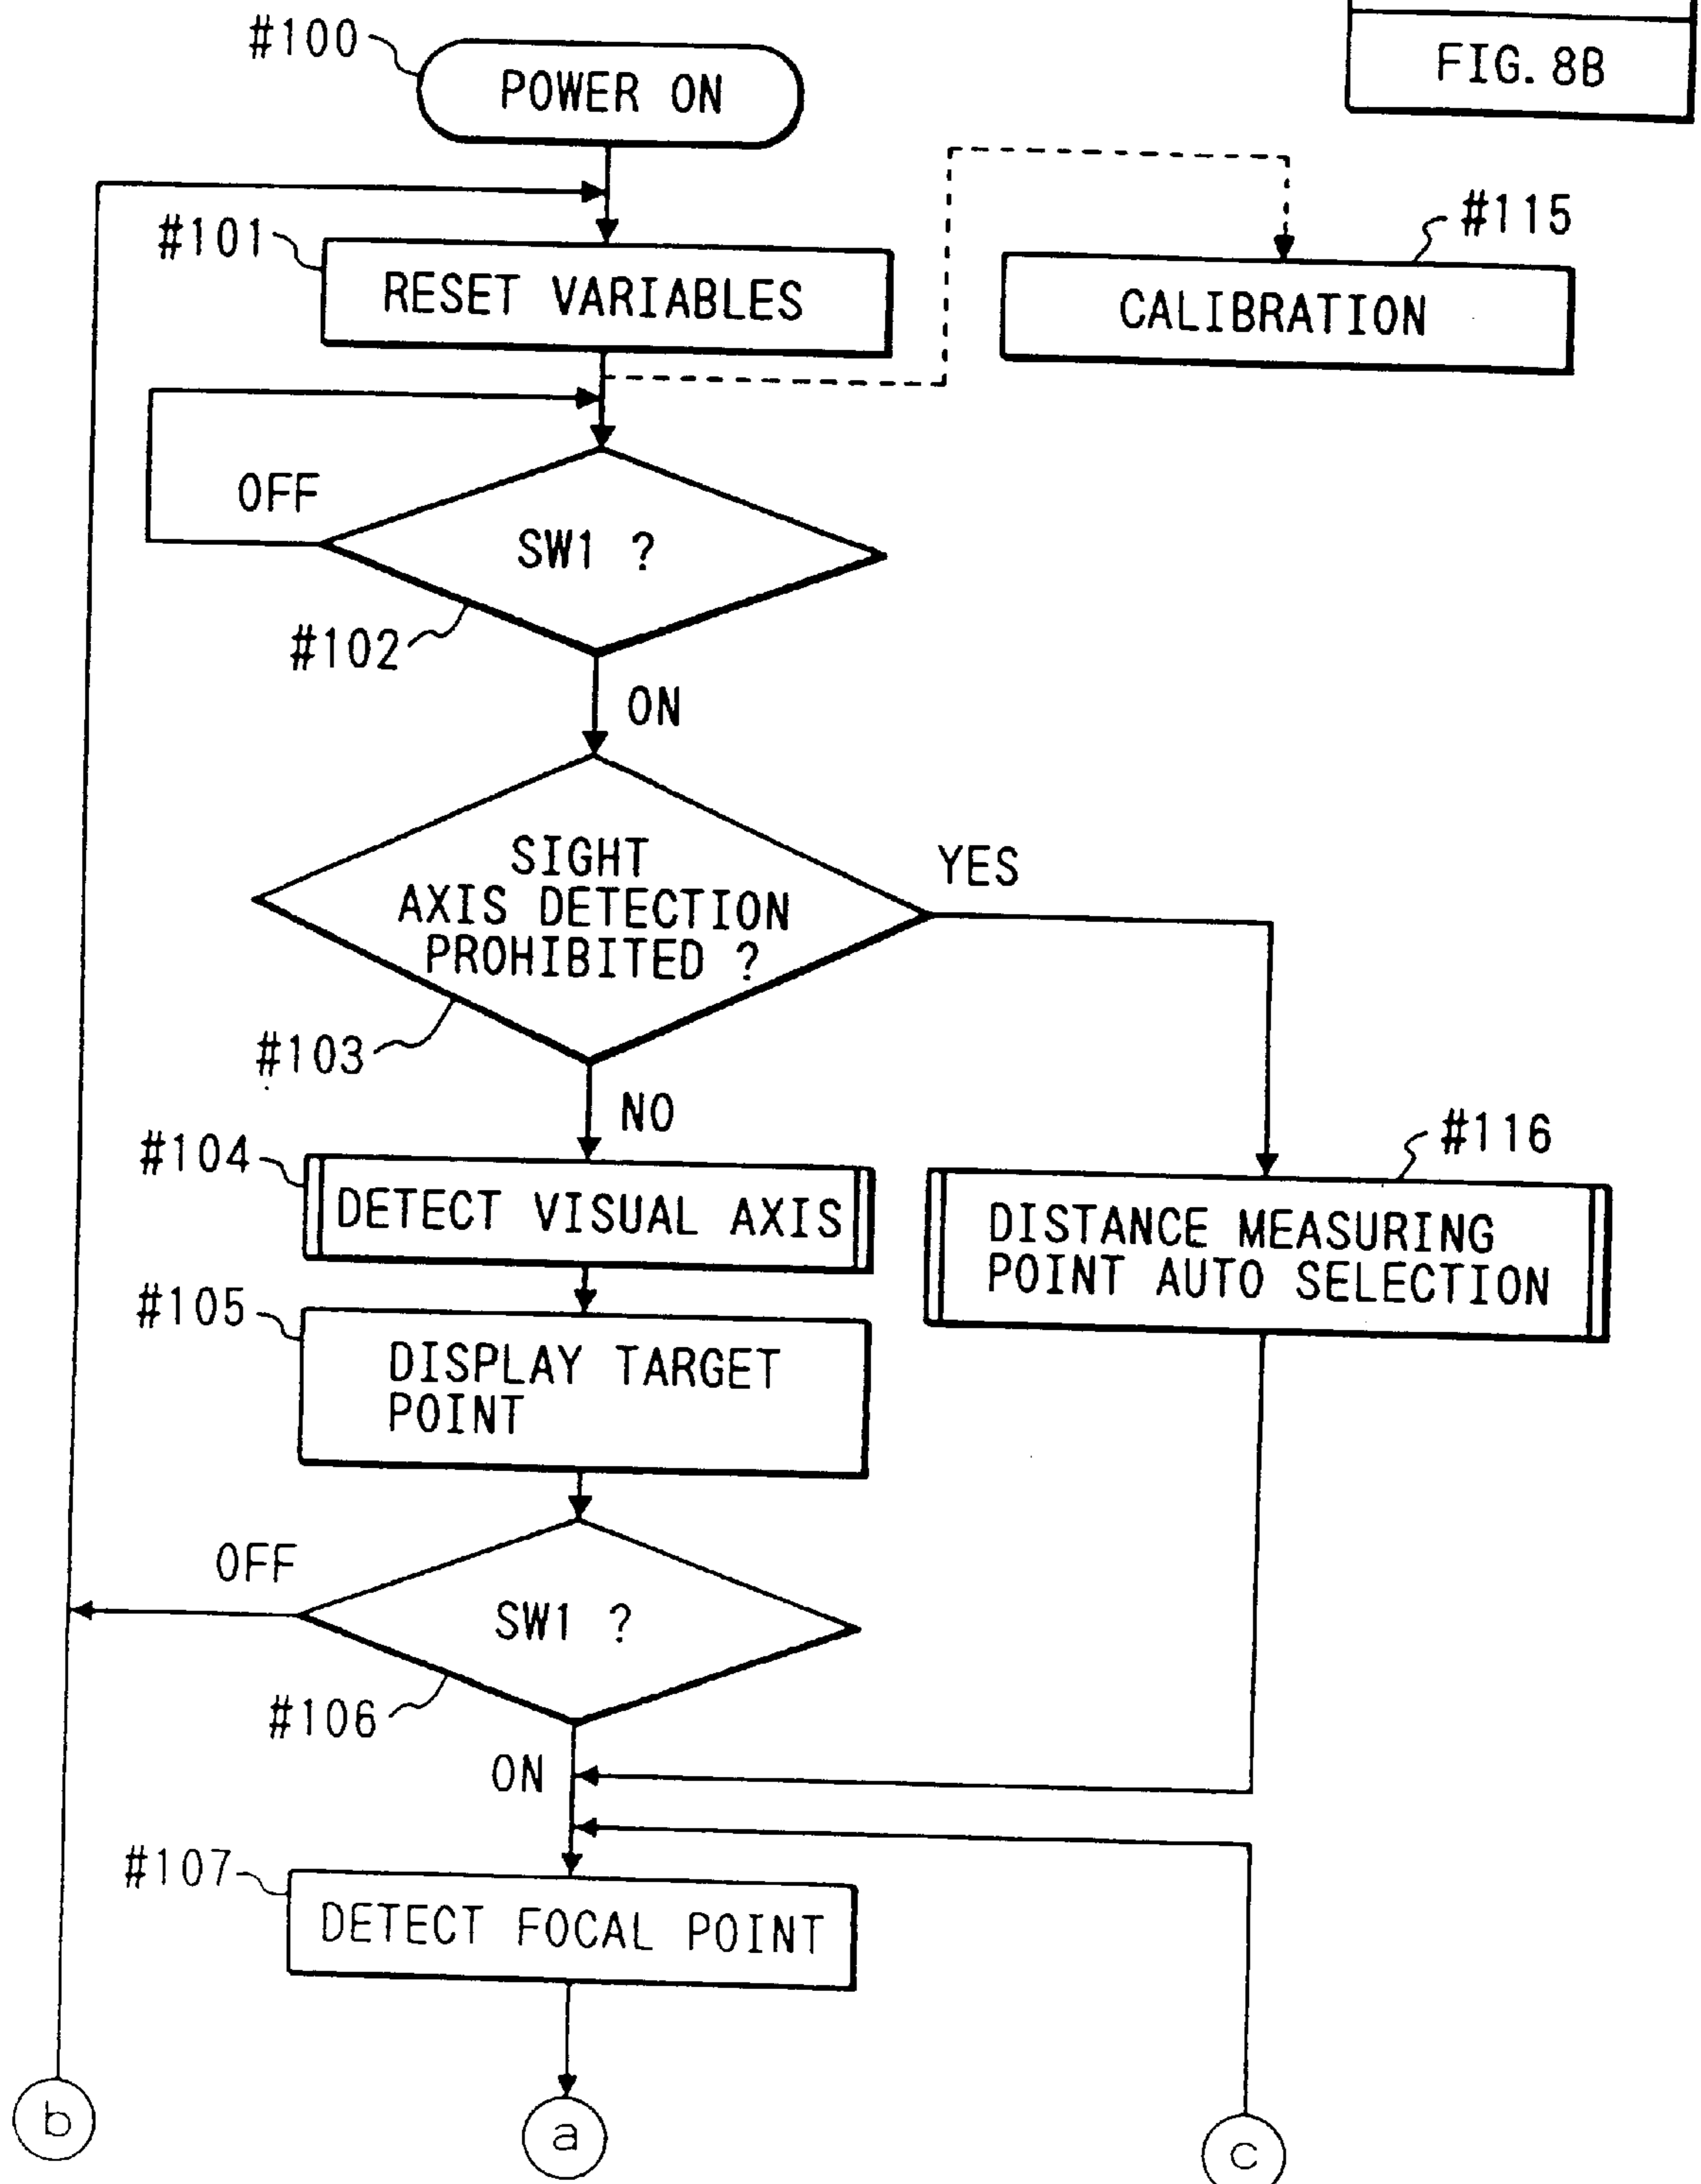 FIG. 8B
#100
POWER ON
#101
RESET VARIABLES
#115
CALIBRATION
OFF
SW1 ?
#102
ON
SIGHT
AXIS DETECTION
PROHIBITED ?
YES
#103
NO
#104
DETECT VISUAL AXIS
#116
DISTANCE MEASURING
POINT AUTO SELECTION
#105
DISPLAY TARGET
POINT
OFF
SW1 ?
#106
ON
#107
DETECT FOCAL POINT
b
a
c